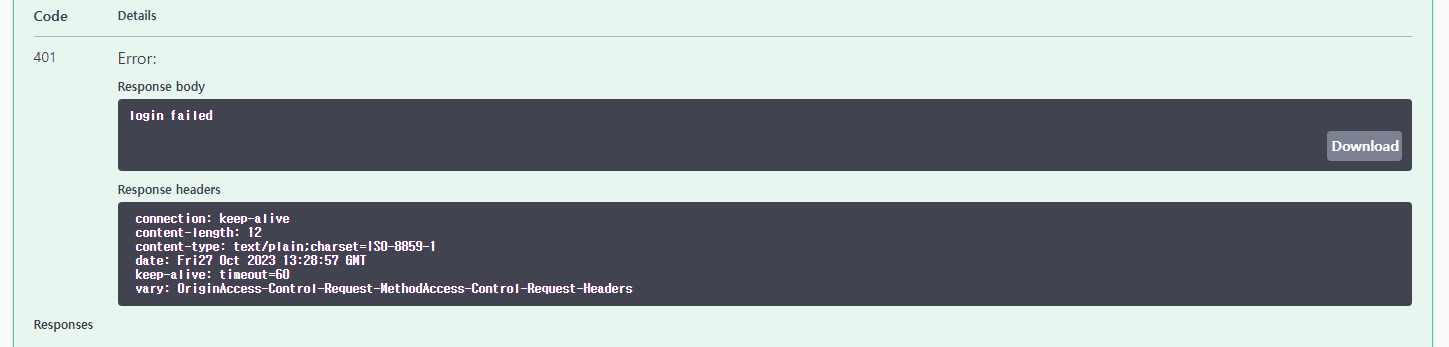 Code Details
401 Error:
Response body
login failed
Download
Response headers
connection: keep-alive
content-length: 12
content-type: text/plain;charset=ISO-8859-1
date: Fri27 Oct 2023 13:28:57 GMT
keep-alive: timeout=60
vary: OriginAccess-Control-Request-MethodAccess-Control-Request-Headers
Responses